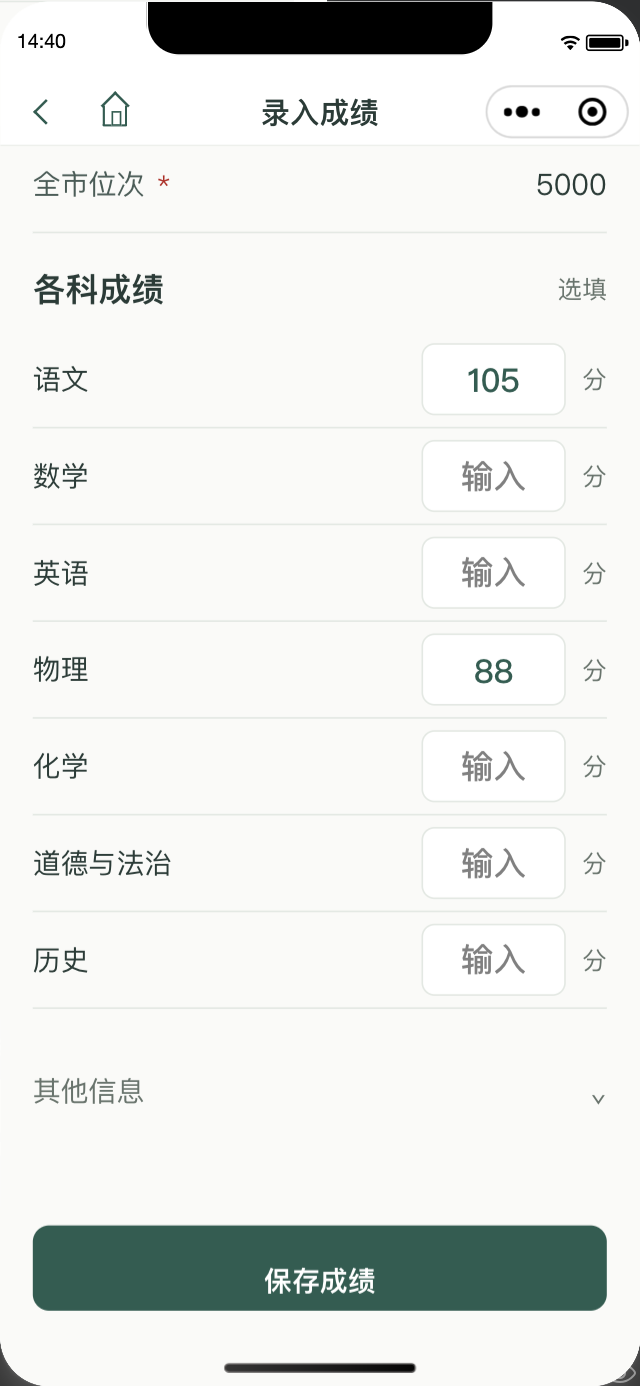 14:40
录入成绩
全市位次 * 5000
各科成绩 选填
语文 105 分
数学 输入 分
英语 输入 分
物理 88 分
化学 输入 分
道德与法治 输入 分
历史 输入 分
其他信息
保存成绩